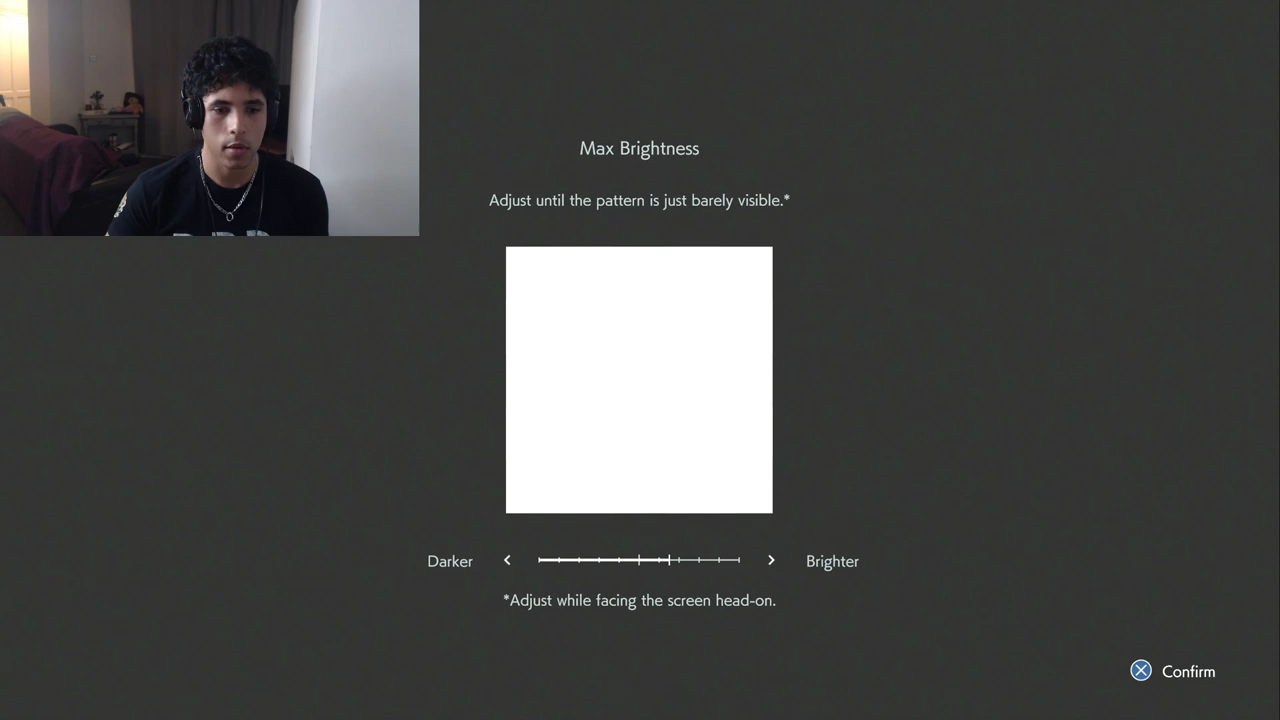 Max Brightness
Adjust until the pattern is just barely visible.*
Darker
Brighter
*Adjust while facing the screen head-on.
Confirm